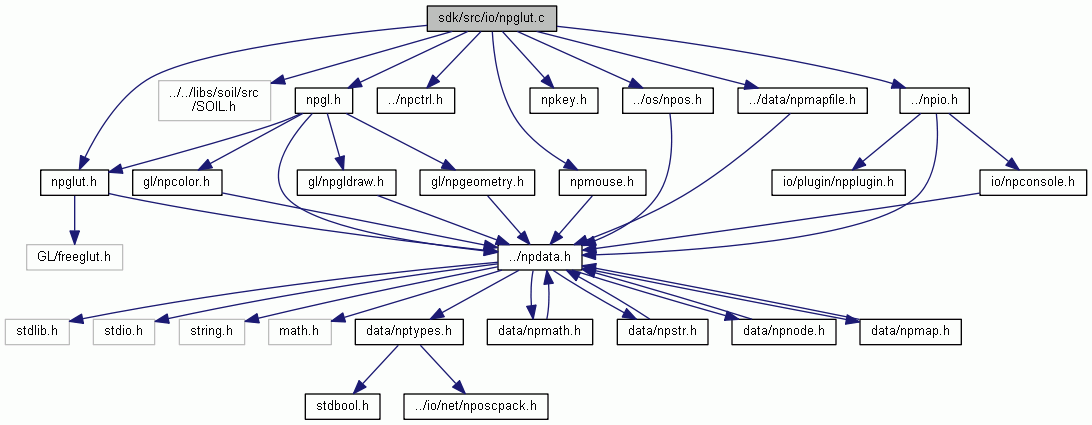 sdk/src/io/npglut.c
../../libs/soil/src
/SOIL.h
npgl.h
../npctrl.h
npkey.h
../os/npos.h
../data/npmapfile.h
../npio.h
npglut.h
gl/npcolor.h
gl/npgldraw.h
gl/npgeometry.h
npmouse.h
io/plugin/npplugin.h
io/npconsole.h
GL/freeglut.h
../npdata.h
stdlib.h
stdio.h
string.h
math.h
data/nptypes.h
data/npmath.h
data/npstr.h
data/npnode.h
data/npmap.h
stdbool.h
../io/net/nposcpack.h